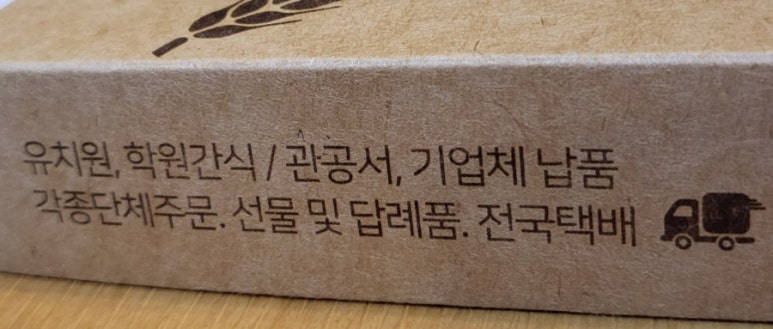 유치원, 학원간식 / 관공서, 기업체 납품
각종단체주문. 선물 및 답례품. 전국택배